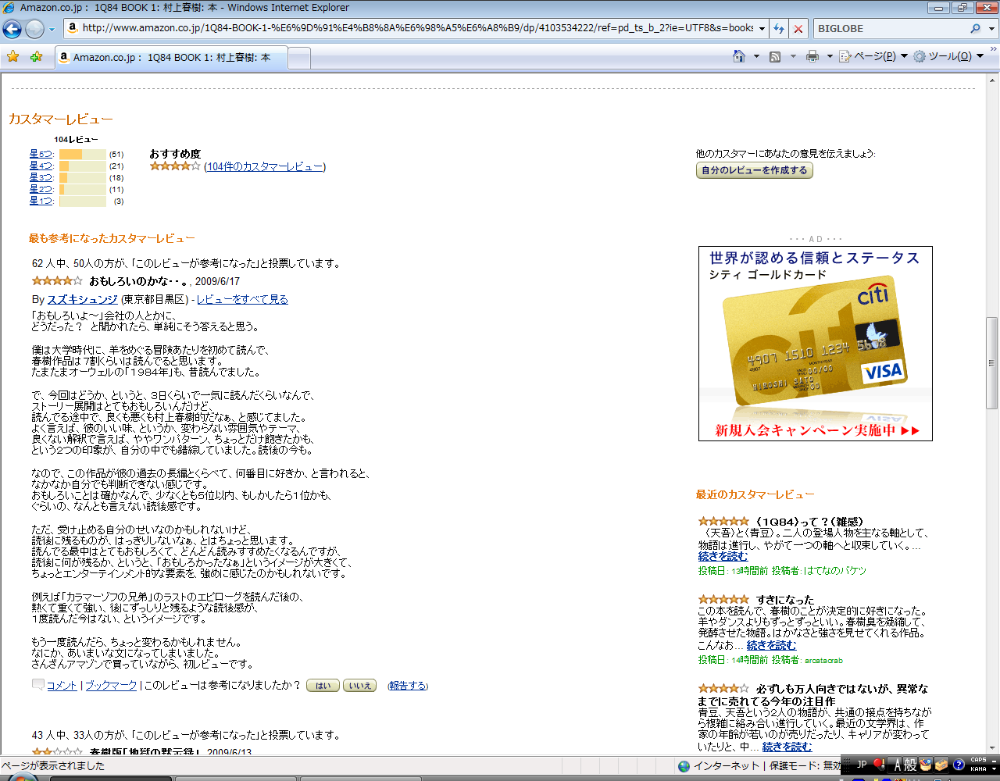 Amazon.co.jp： 1Q84 BOOK 1: 村上春樹: 本 - Windows Internet Explorer
http://www.amazon.co.jp/1Q84-BOOK-1-%E6%9D%91%E4%B8%8A%E6%98%A5%E6%A8%B9/dp/4103534222/ref=pd_ts_b_2?ie=UTF8&s=books
BIGLOBE
Amazon.co.jp： 1Q84 BOOK 1: 村上春樹: 本
ページ(P)
ツール(O)
カスタマーレビュー
104レビュー
星5つ: (51)
星4つ: (21)
星3つ: (18)
星2つ: (11)
星1つ: (3)
おすすめ度
(104件のカスタマーレビュー)
他のカスタマーにあなたの意見を伝えましょう:
自分のレビューを作成する
最も参考になったカスタマーレビュー
62 人中、50人の方が、「このレビューが参考になった」と投票しています。
おもしろいのかな・・。, 2009/6/17
By スズキシュンジ (東京都目黒区) - レビューをすべて見る
「おもしろいよ～」会社の人とかに、
どうだった？　と聞かれたら、単純にそう答えると思う。
僕は大学時代に、羊をめぐる冒険あたりを初めて読んで、
春樹作品は７割くらいは読んでると思います。
たまたまオーウェルの「１９８４年」も、昔読んでました。
で、今回はどうか、というと、３日くらいで一気に読んだくらいなんで、
ストーリー展開はとてもおもしろいんだけど、
読んでる途中で、良くも悪くも村上春樹的だなぁ、と感じてました。
よく言えば、彼のいい味、というか、変わらない雰囲気やテーマ、
良くない解釈で言えば、ややワンパターン、ちょっとだけ飽きたかも、
という２つの印象が、自分の中でも錯綜していました。読後の今も。
なので、この作品が彼の過去の長編とくらべて、何番目に好きか、と言われると、
なかなか自分でも判断できない感じです。
おもしろいことは確かなんで、少なくとも５位以内、もしかしたら１位かも、
ぐらいの、なんとも言えない読後感です。
ただ、受け止める自分のせいなのかもしれないけど、
読後に残るものが、はっきりしないなぁ、とはちょっと思います。
読んでる最中はとてもおもしろくて、どんどん読みすすめたくなるんですが、
読後に何が残るか、というと、「おもしろかったなぁ」というイメージが大きくて、
ちょっとエンターテインメント的な要素を、強めに感じたのかもしれないです。
例えば「カラマーゾフの兄弟」のラストのエピローグを読んだ後の、
熱くて重くて強い、後にずっしりと残るような読後感が、
１度読んだ今はない、というイメージです。
もう一度読んだら、ちょっと変わるかもしれません。
なにか、あいまいな文になってしまいました。
さんざんアマゾンで買っていながら、初レビューです。
コメント | ブックマーク | このレビューは参考になりましたか？ はい いいえ (報告する)
43 人中、33人の方が、「このレビューが参考になった」と投票しています。
春樹版「地獄の黙示録」, 2009/6/13
･･･ AD ･･･
世界が認める信頼とステータス
シティ ゴールドカード
citi
4907 1510 1234 5678
4907
00/00
HIROSHI SATO
VISA
新規入会キャンペーン実施中 ▶▶
最近のカスタマーレビュー
〈１Ｑ８４〉って？（雑感）
〈天吾〉と〈青豆〉。二人の登場人物を主なる軸として、
物語は進行し、やがて一つの軸へと収束していく。...
続きを読む
投稿日: 13時間前 投稿者: はてなのバケツ
すきになった
この本を読んで、春樹のことが決定的に好きになった。
羊やダンスよりもずっとずっといい。春樹臭を凝縮して、
発酵させた物語。はかなさと強さを見せてくれる作品。
こんなお... 続きを読む
投稿日: 14時間前 投稿者: arcatacrab
必ずしも万人向きではないが、異常な
までに売れてる今年の注目作
青豆、天吾という２人の物語が、共通の接点を持ちなが
ら複雑に絡み合い進行していく。最近の文学界は、作
家の年齢が若いのが売りだったり、キャリアが変わって
いたりと、中... 続きを読む
ページが表示されました
インターネット | 保護モード: 無効
JP
A 般
CAPS
KANA